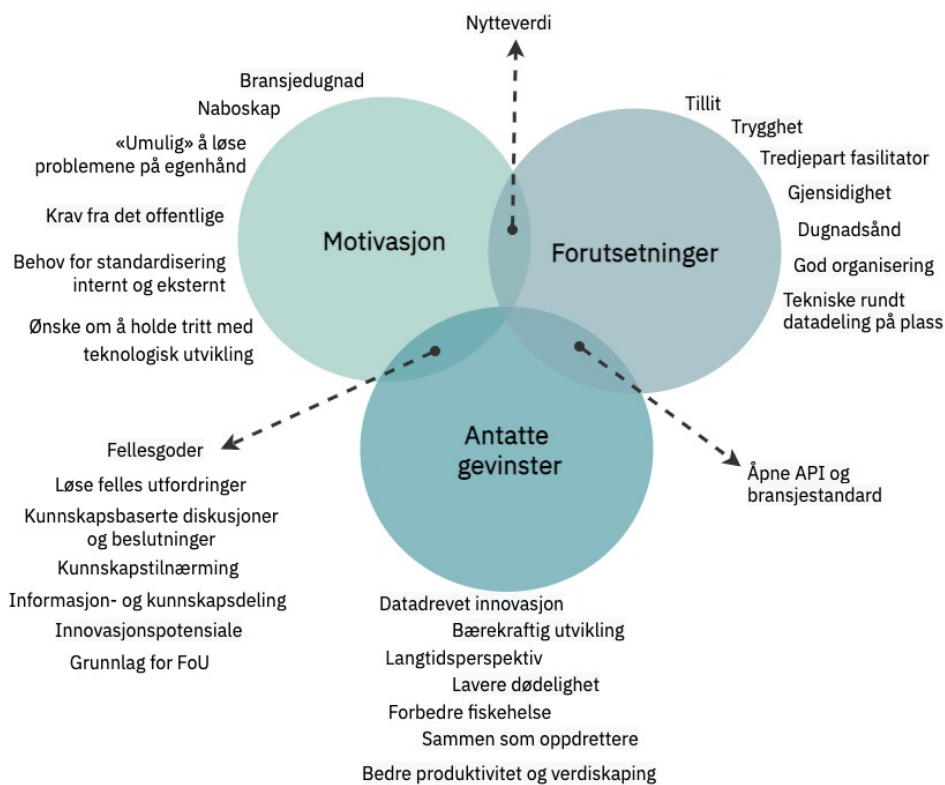 Nytteverdi
Bransjedugnad
Naboskap
«Umulig» å løse
problemene på egenhånd
Krav fra det offentlige
Behov for standardisering
internt og eksternt
Ønske om å holde tritt med
teknologisk utvikling
Motivasjon
Tillit
Trygghet
Tredjepart fasilitator
Gjensidighet
Dugnadsånd
God organisering
Tekniske rundt
datadeling på plass
Forutsetninger
Antatte
gevinster
Fellesgoder
Løse felles utfordringer
Kunnskapsbaserte diskusjoner
og beslutninger
Kunnskapstilnærming
Informasjon- og kunnskapsdeling
Innovasjonspotensiale
Grunnlag for FoU
Åpne API og
bransjestandard
Datadrevet innovasjon
Bærekraftig utvikling
Langtidsperspektiv
Lavere dødelighet
Forbedre fiskehelse
Sammen som oppdrettere
Bedre produktivitet og verdiskaping